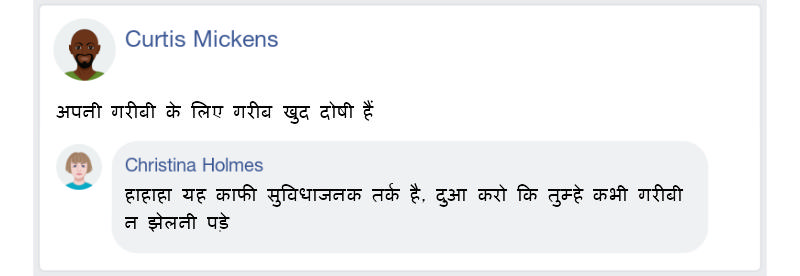 Curtis Mickens
अपनी गरीबी के लिए गरीब खुद दोषी हैं
Christina Holmes
हाहाहा यह काफी सुविधाजनक तर्क है, दुआ करो कि तुम्हे कभी गरीबी
न झेलनी पड़े